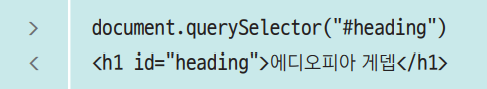 > document.querySelector("#heading")
< <h1 id="heading">에디오피아 게뎁</h1>